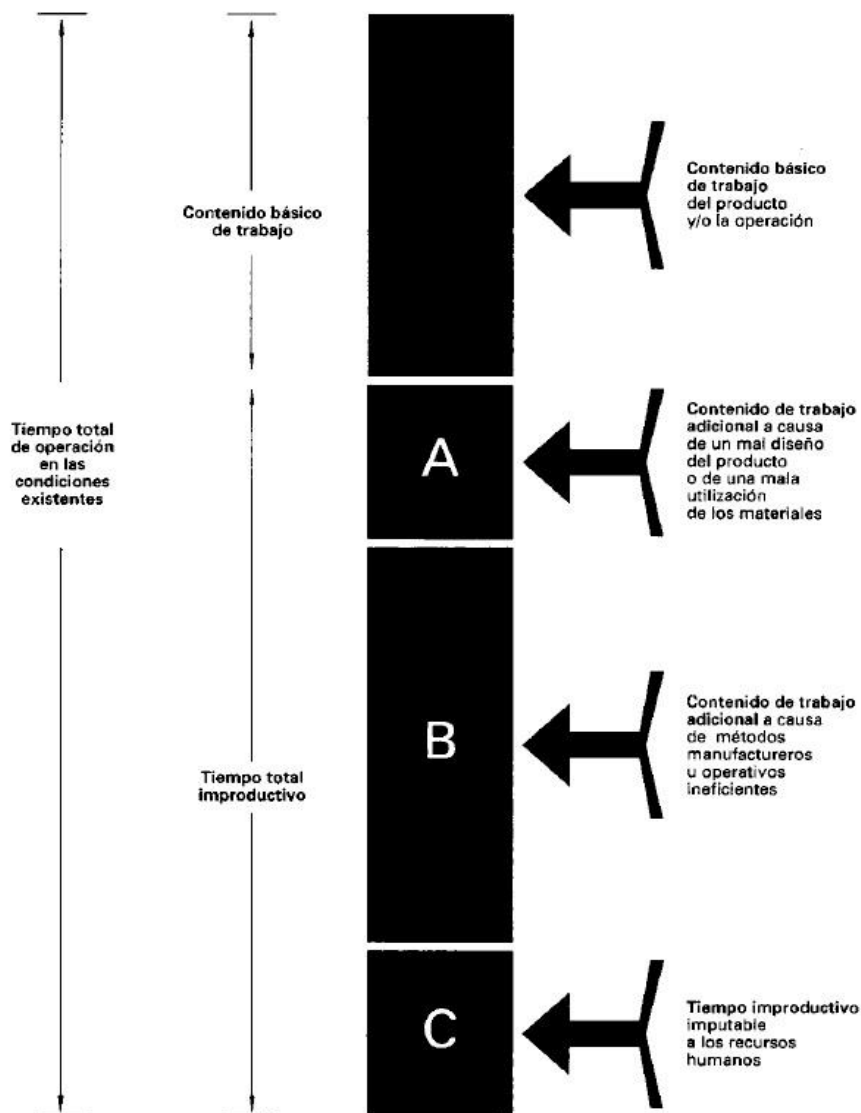 Contenido básico
de trabajo
del producto
y/o la operación
Contenido básico
de trabajo
Tiempo total
de operación
en las
condiciones
existentes
A
Contenido de trabajo
adicional a causa
de un mal diseño
del producto
o de una mala
utilización
de los materiales
B
Contenido de trabajo
adicional a causa
de métodos
manufactureros
u operativos
ineficientes
Tiempo total
improductivo
C
Tiempo improductivo
imputable
a los recursos
humanos